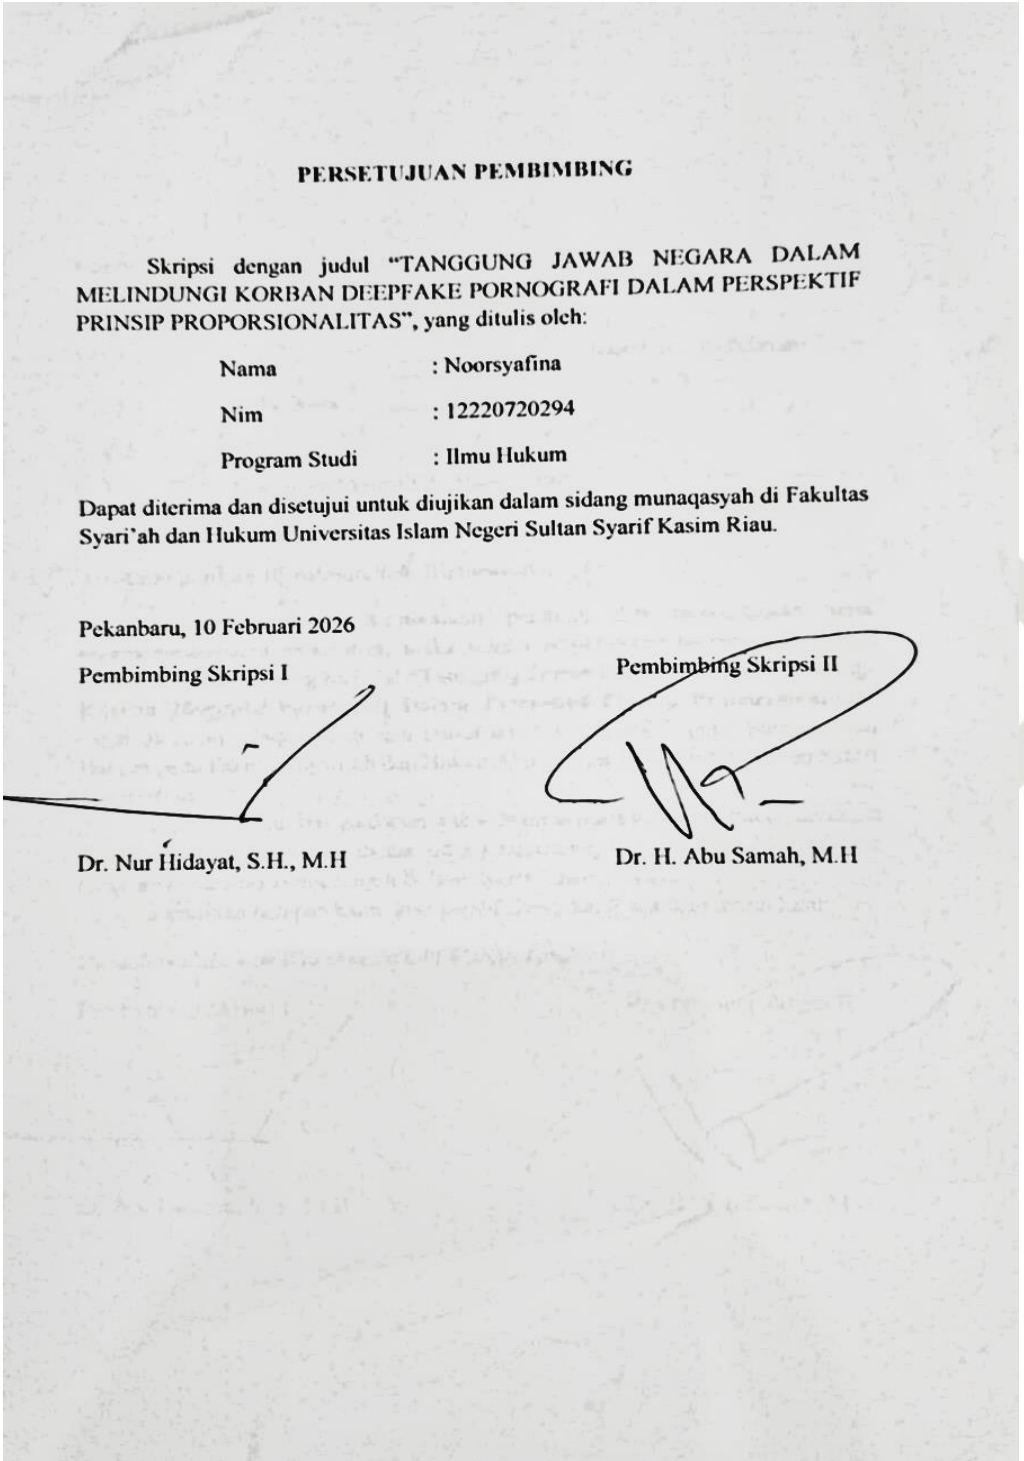 PERSETUJUAN PEMBIMBING
Skripsi dengan judul “TANGGUNG JAWAB NEGARA DALAM
MELINDUNGI KORBAN DEEPFAKE PORNOGRAFI DALAM PERSPEKTIF
PRINSIP PROPORSIONALITAS”, yang ditulis oleh:
Nama : Noorsyafina
Nim : 12220720294
Program Studi : Ilmu Hukum
Dapat diterima dan disetujui untuk diujikan dalam sidang munaqasyah di Fakultas
Syari’ah dan Hukum Universitas Islam Negeri Sultan Syarif Kasim Riau.
Pekanbaru, 10 Februari 2026
Pembimbing Skripsi I
Pembimbing Skripsi II
Dr. Nur Hidayat, S.H., M.H
Dr. H. Abu Samah, M.H